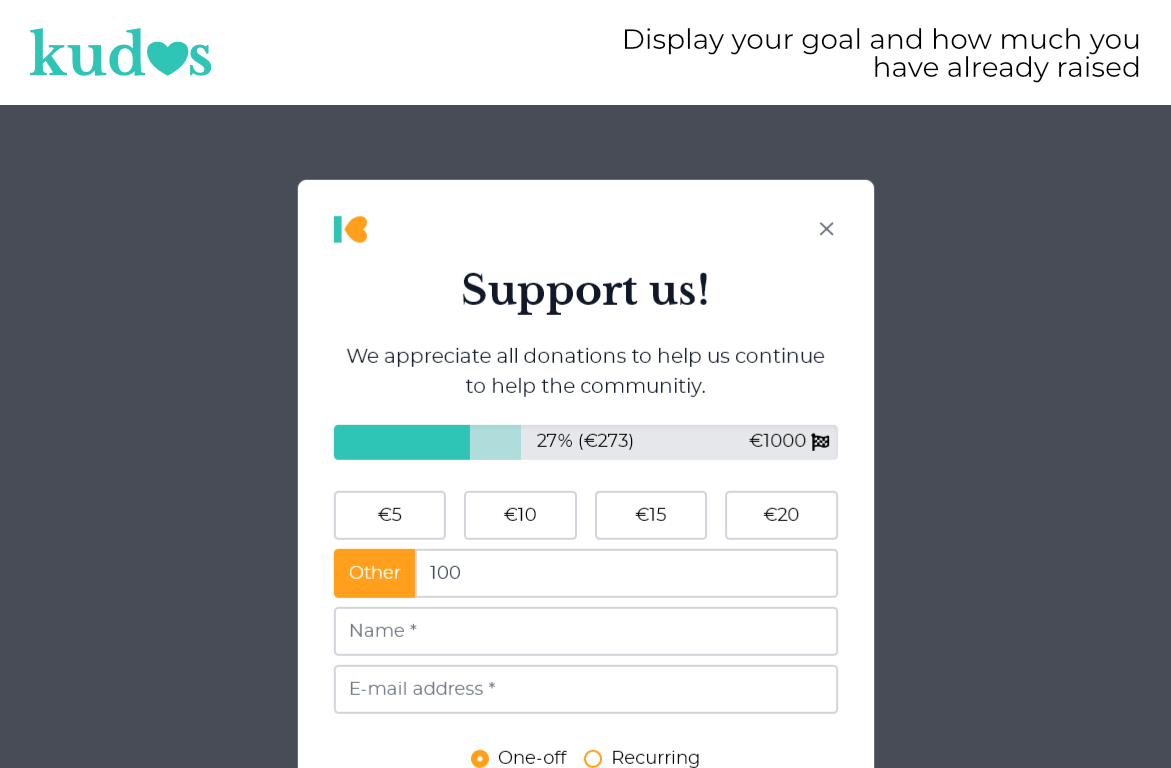 kudos
Display your goal and how much you
have already raised
Support us!
We appreciate all donations to help us continue
to help the communitiy.
27% (€273) €1000
€5 €10 €15 €20
Other 100
Name *
E-mail address *
One-off Recurring